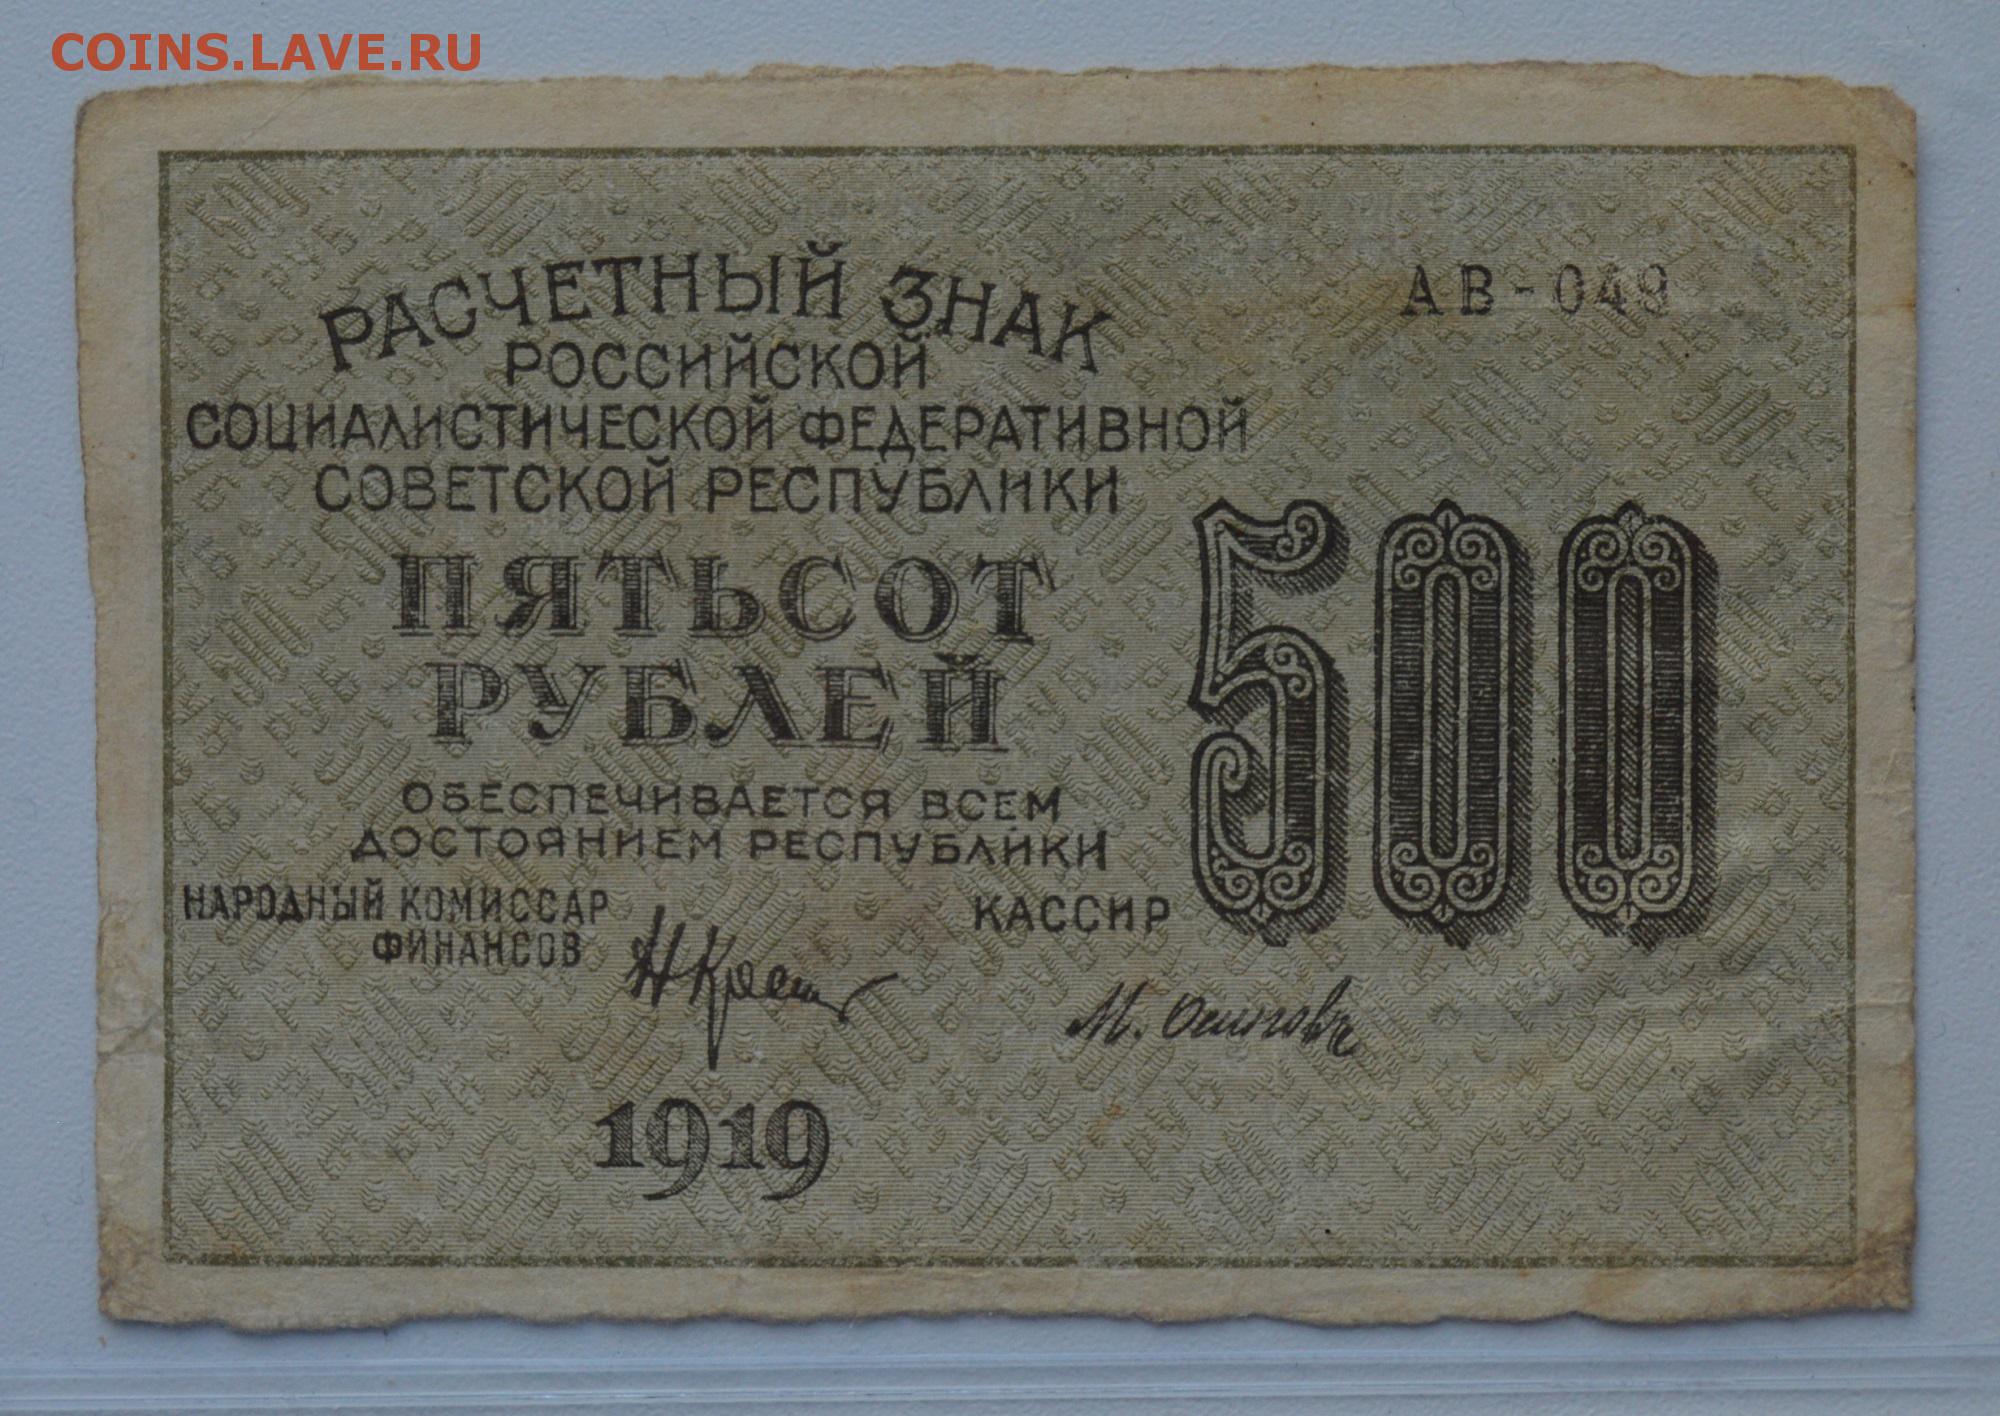 COINS.LAVE.RU
РАСЧЕТНЫЙ ЗНАК
АВ-049
РОССИЙСКОЙ
СОЦИАЛИСТИЧЕСКОЙ ФЕДЕРАТИВНОЙ
СОВЕТСКОЙ РЕСПУБЛИКИ
ПЯТЬСОТ
РУБЛЕЙ
500
ОБЕСПЕЧИВАЕТСЯ ВСЕМ
ДОСТОЯНИЕМ РЕСПУБЛИКИ
НАРОДНЫЙ КОМИССАР
ФИНАНСОВ
КАССИР
М. Осиповъ
1919